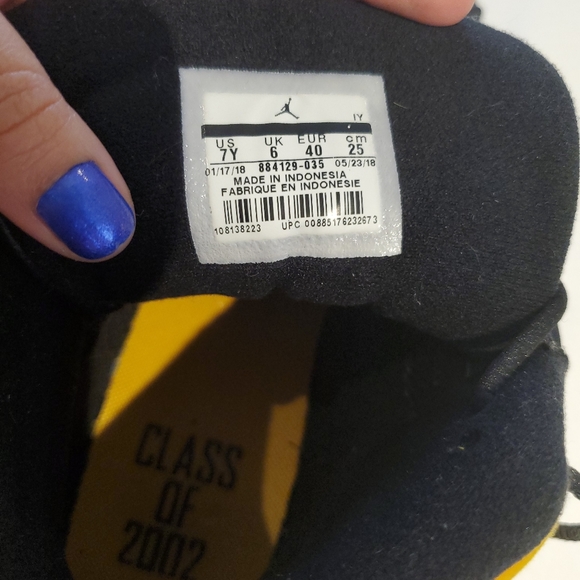 IY
US UK EUR cm
7Y 6 40 25
01/17/18 884129-035 05/23/18
MADE IN INDONESIA
FABRIQUE EN INDONESIE
108138223 UPC 00885176232673
CLASS
OF
2002